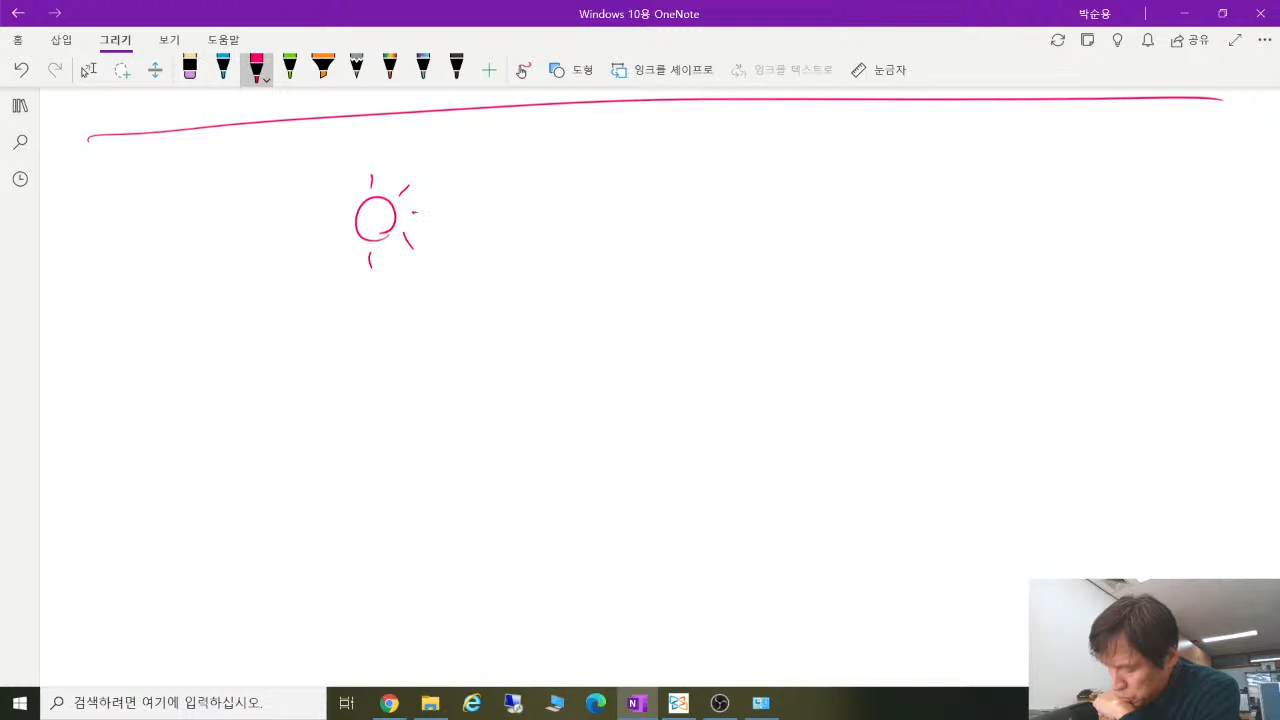 Windows 10용 OneNote
박순용
홈 삽입 그리기 보기 도움말
공유
도형 잉크를 셰이프로 잉크를 텍스트로 눈금자
검색하려면 여기에 입력하십시오.